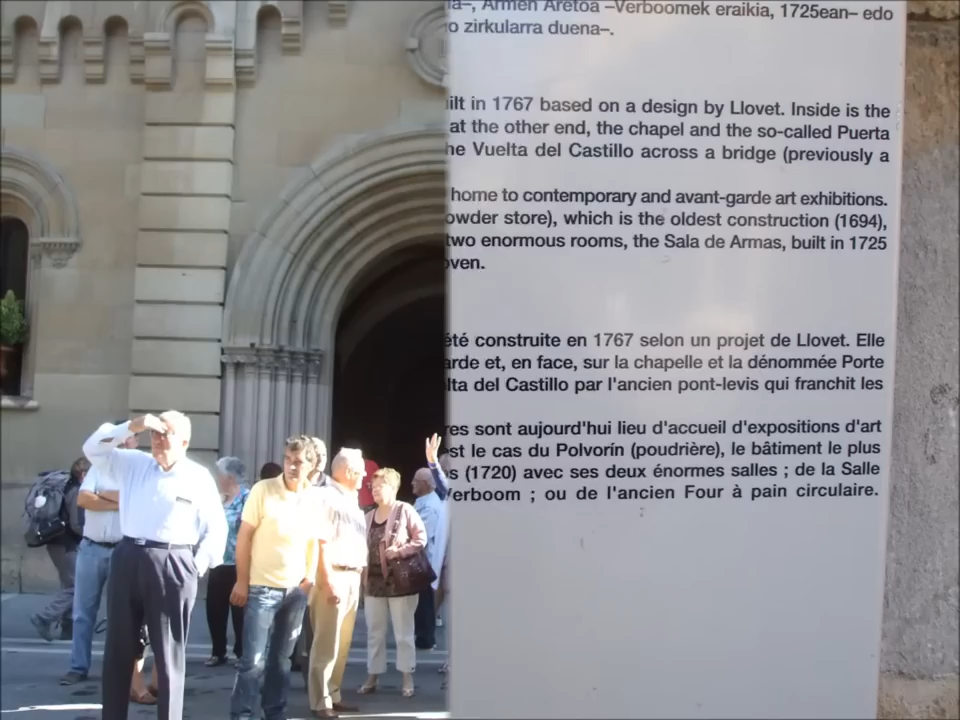 Armen Aretoa –Verboomek eraikia, 1725ean– edo
o zirkularra duena–.
ilt in 1767 based on a design by Llovet. Inside is the
at the other end, the chapel and the so-called Puerta
he Vuelta del Castillo across a bridge (previously a
home to contemporary and avant-garde art exhibitions.
owder store), which is the oldest construction (1694),
two enormous rooms, the Sala de Armas, built in 1725
oven.
été construite en 1767 selon un projet de Llovet. Elle
arde et, en face, sur la chapelle et la dénommée Porte
lta del Castillo par l'ancien pont-levis qui franchit les
res sont aujourd'hui lieu d'accueil d'expositions d'art
st le cas du Polvorín (poudrière), le bâtiment le plus
s (1720) avec ses deux énormes salles ; de la Salle
Verboom ; ou de l'ancien Four à pain circulaire.